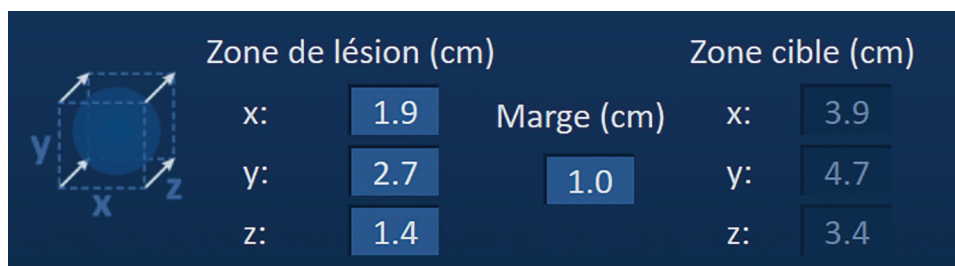 Zone de lésion (cm)
x: 1.9
y: 2.7
z: 1.4
Marge (cm)
1.0
Zone cible (cm)
x: 3.9
y: 4.7
z: 3.4
y
x
z